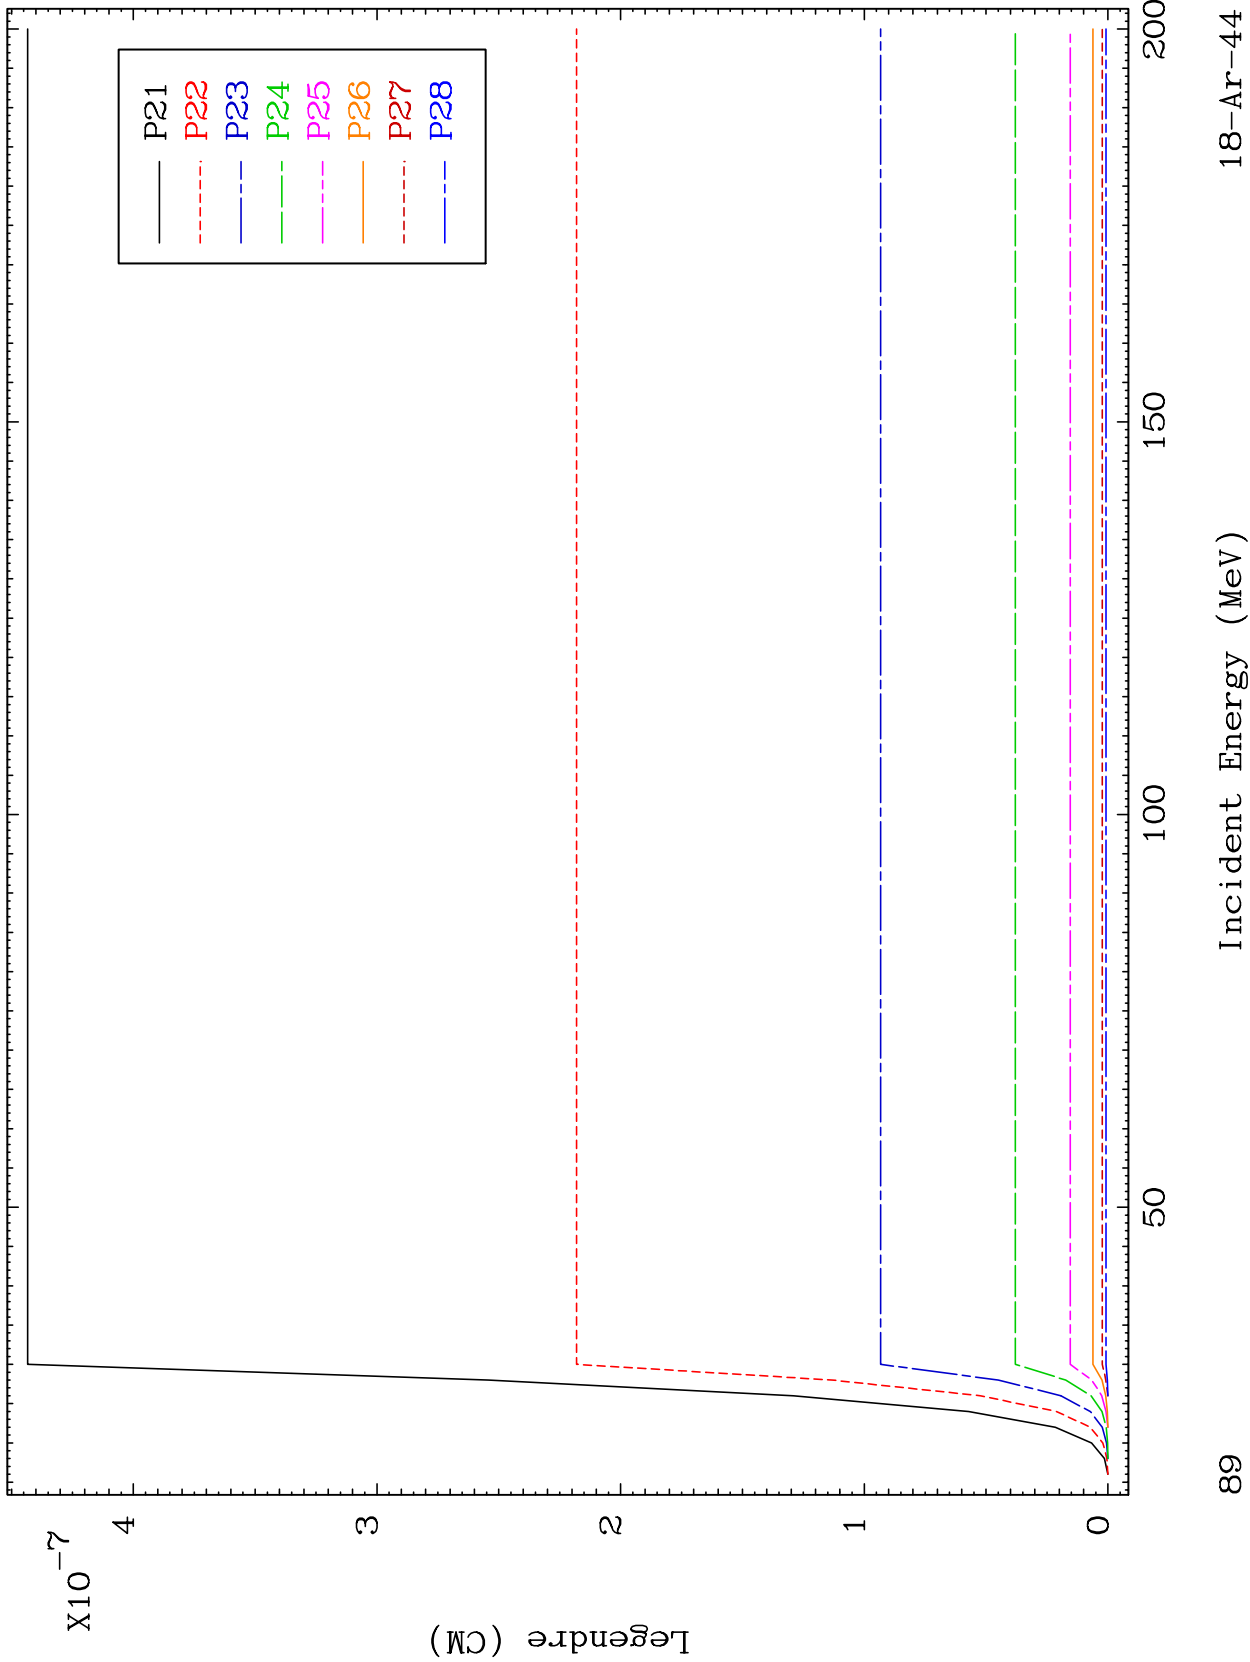 X10-7
Legendre (CM)
4
3
2
1
0
P21
P22
P23
P24
P25
P26
P27
P28
50
100
150
200
Incident Energy (MeV)
89
18-Ar-44